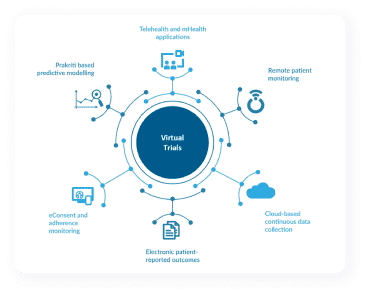 Telehealth and mHealth
applications
Prakriti based
predictive modelling
Remote patient
monitoring
Virtual
Trials
eConsent and
adherence
monitoring
Cloud-based
continuous data
collection
Electronic patient-
reported outcomes